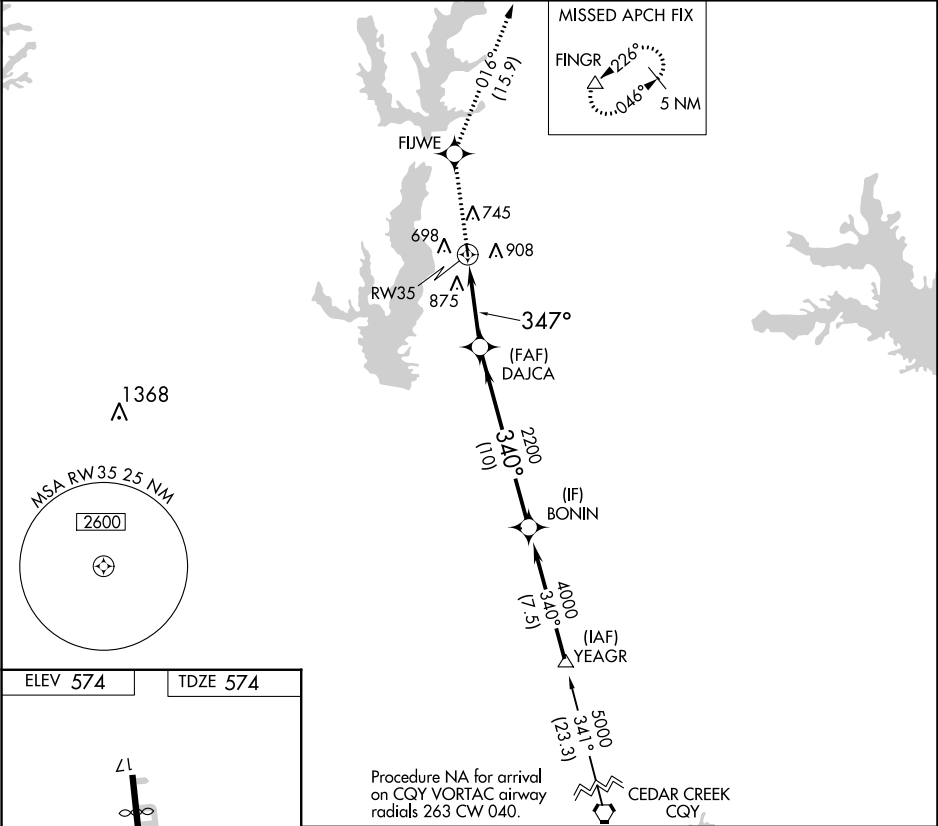 MISSED APCH FIX
FINGR
226°
046°
5 NM
016°
(15.9)
FIJWE
745
698
908
RW35
875
347°
(FAF)
DAJCA
1368
2200
340°
(10)
MSA RW35 25 NM
2600
(IF)
BONIN
4000
340°
(7.5)
(IAF)
YEAGR
ELEV 574
TDZE 574
5000
341°
(23.3)
17
Procedure NA for arrival
on CQY VORTAC airway
radials 263 CW 040.
CEDAR CREEK
CQY